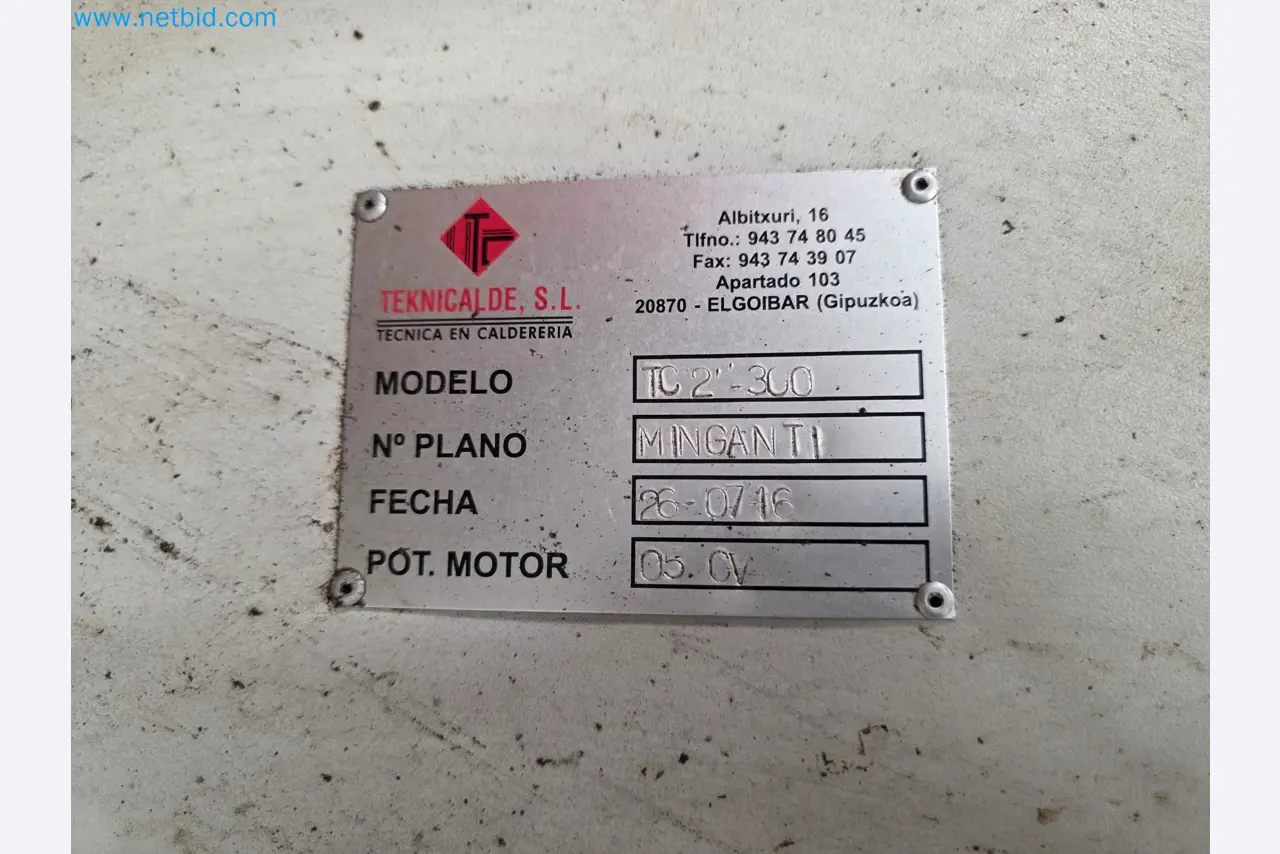 www.netbid.com
TC
TEKNICALDE, S.L.
TECNICA EN CALDERERIA
Albitxuri, 16
Tlfno.: 943 74 80 45
Fax: 943 74 39 07
Apartado 103
20870 - ELGOIBAR (Gipuzkoa)
MODELO TC 2"-300
Nº PLANO MINGANTI
FECHA 26-07-16
POT. MOTOR 05. CV